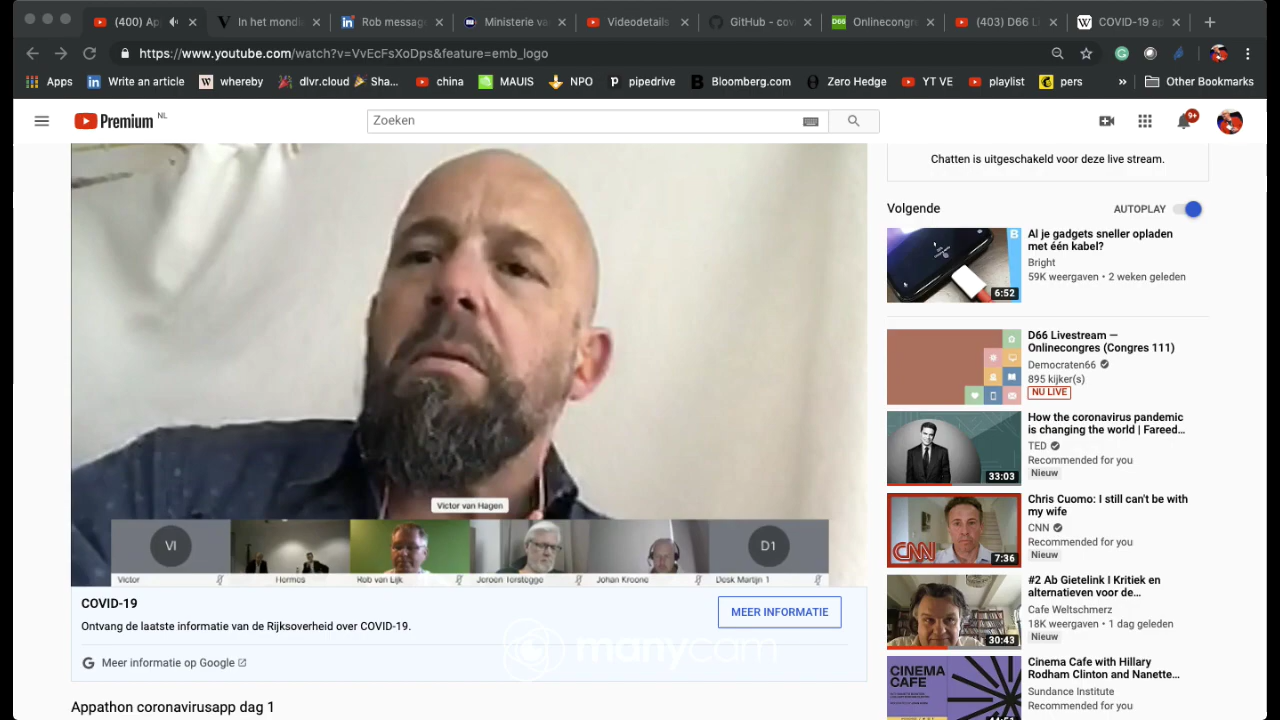 (400) Ap
In het mondi
Rob messag
Ministerie v
Videodetails
GitHub - cov
Onlinecongr
(403) D66 Li
COVID-19 ap
https://www.youtube.com/watch?v=VvEcFsXoDps&feature=emb_logo
Apps
Write an article
whereby
dlvr.cloud 🎉 Sha...
china
MAUIS
NPO
pipedrive
Bloomberg.com
Zero Hedge
YT VE
playlist
pers
»
Other Bookmarks
Premium NL
Zoeken
9+
Chatten is uitgeschakeld voor deze live stream.
Volgende
AUTOPLAY
Al je gadgets sneller opladen
met één kabel?
Bright
59K weergaven • 2 weken geleden
6:52
D66 Livestream —
Onlinecongres (Congres 111)
Democraten66
895 kijker(s)
NU LIVE
How the coronavirus pandemic
is changing the world | Fareed…
TED
Recommended for you
Nieuw
33:03
Chris Cuomo: I still can't be with
my wife
CNN
Recommended for you
Nieuw
CNN
7:36
#2 Ab Gietelink I Kritiek en
alternatieven voor de…
Cafe Weltschmerz
18K weergaven • 1 dag geleden
Nieuw
30:43
Cinema Cafe with Hillary
Rodham Clinton and Nanette…
Sundance Institute
Recommended for you
CINEMA
CAFE
Victor van Hagen
VI
D1
Victor
Hermes
Rob van Lijk
Jeroen Terstegge
Johan Kroone
Desk Martijn 1
COVID-19
Ontvang de laatste informatie van de Rijksoverheid over COVID-19.
MEER INFORMATIE
manycam
Meer informatie op Google
Appathon coronavirusapp dag 1